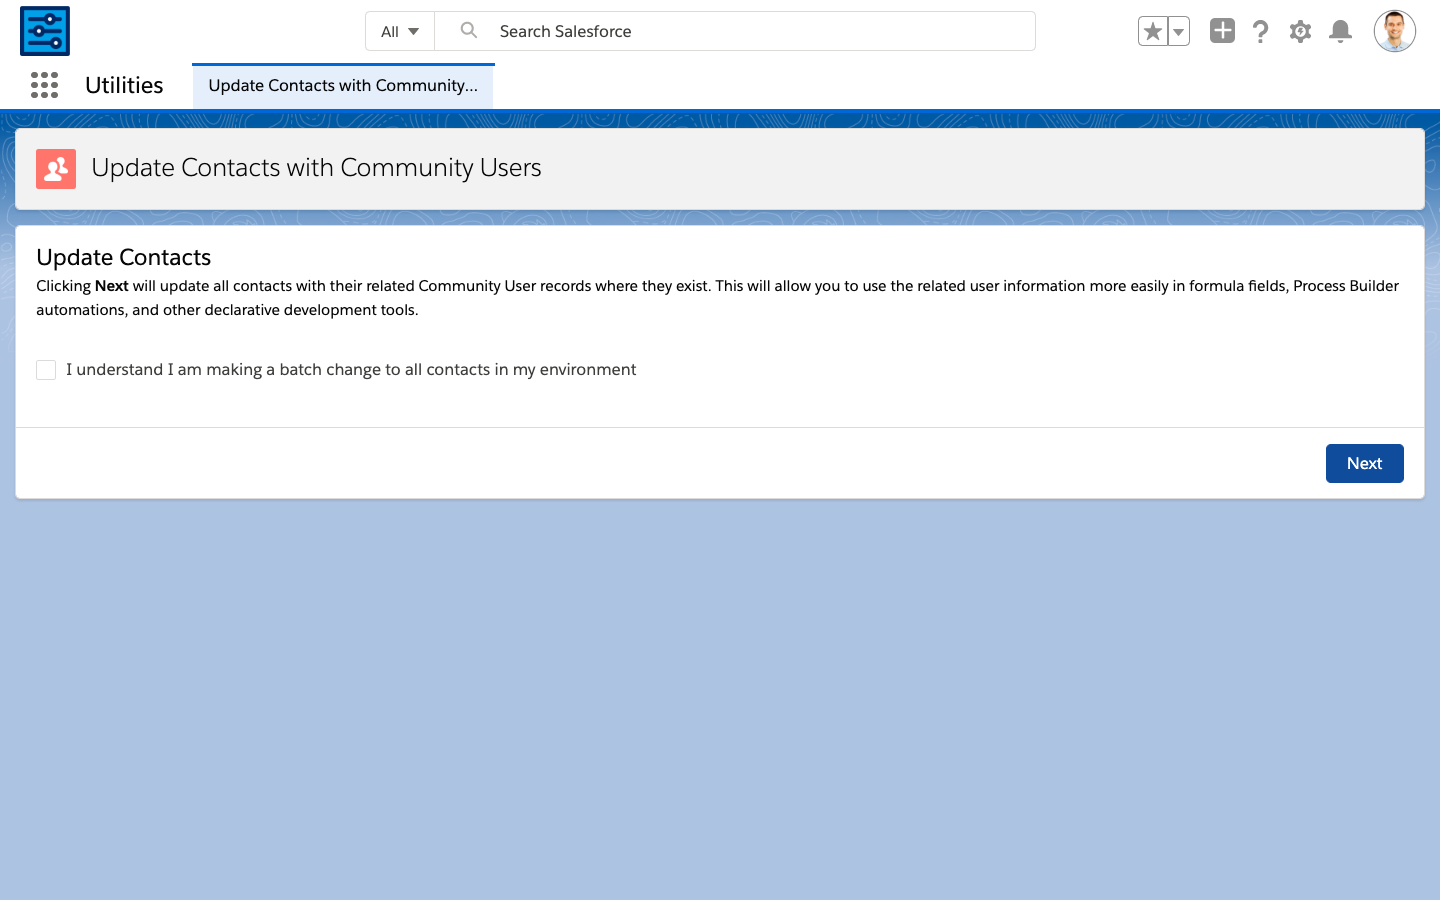 All
Search Salesforce
Utilities
Update Contacts with Community...
Update Contacts with Community Users
Update Contacts
Clicking Next will update all contacts with their related Community User records where they exist. This will allow you to use the related user information more easily in formula fields, Process Builder
automations, and other declarative development tools.
I understand I am making a batch change to all contacts in my environment
Next